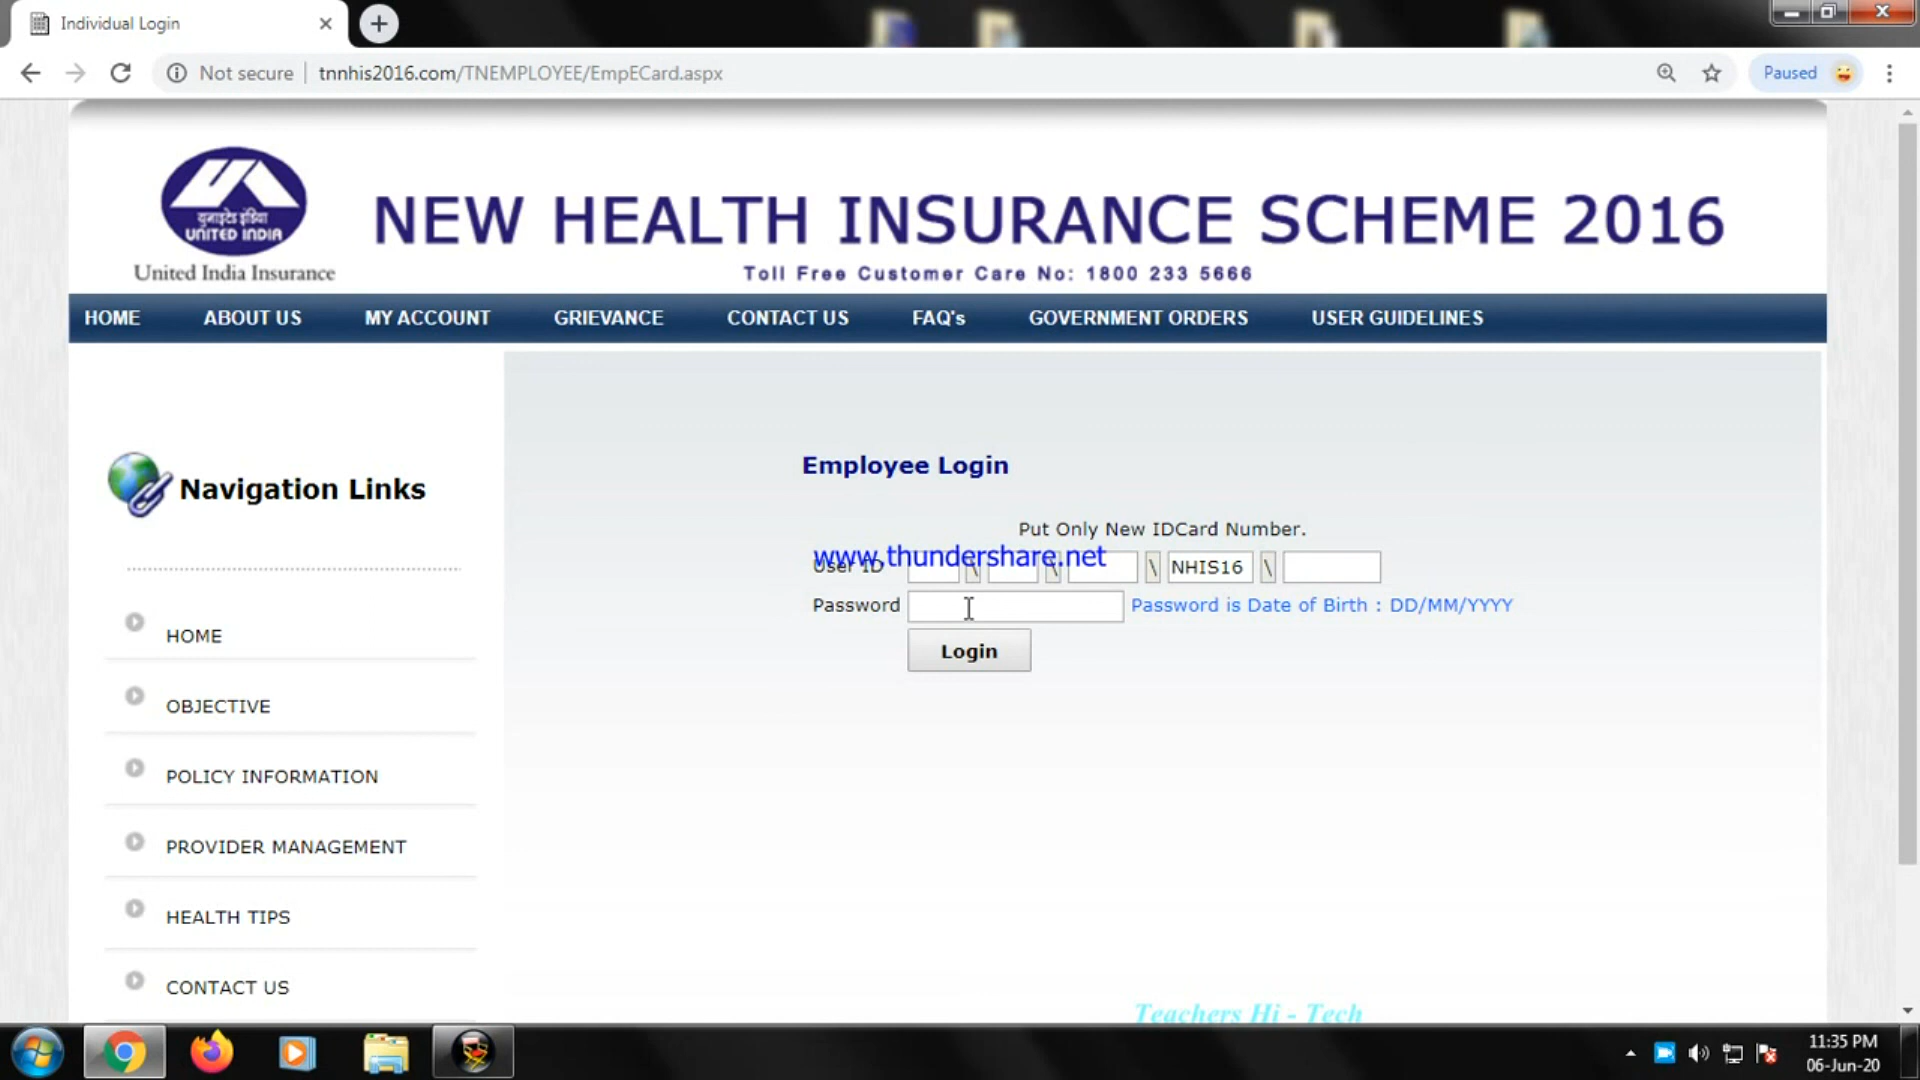 Individual Login
Not secure tnnhis2016.com/TNEMPLOYEE/EmpECard.aspx Paused
युनाइटेड इंडिया
UNITED INDIA
United India Insurance
NEW HEALTH INSURANCE SCHEME 2016
Toll Free Customer Care No: 1800 233 5666
HOME ABOUT US MY ACCOUNT GRIEVANCE CONTACT US FAQ's GOVERNMENT ORDERS USER GUIDELINES
Navigation Links
HOME
OBJECTIVE
POLICY INFORMATION
PROVIDER MANAGEMENT
HEALTH TIPS
CONTACT US
Employee Login
Put Only New IDCard Number.
www.thundershare.net
User ID \ \ \ NHIS16 \
Password Password is Date of Birth : DD/MM/YYYY
Login
Teachers Hi - Tech
11:35 PM
06-Jun-20